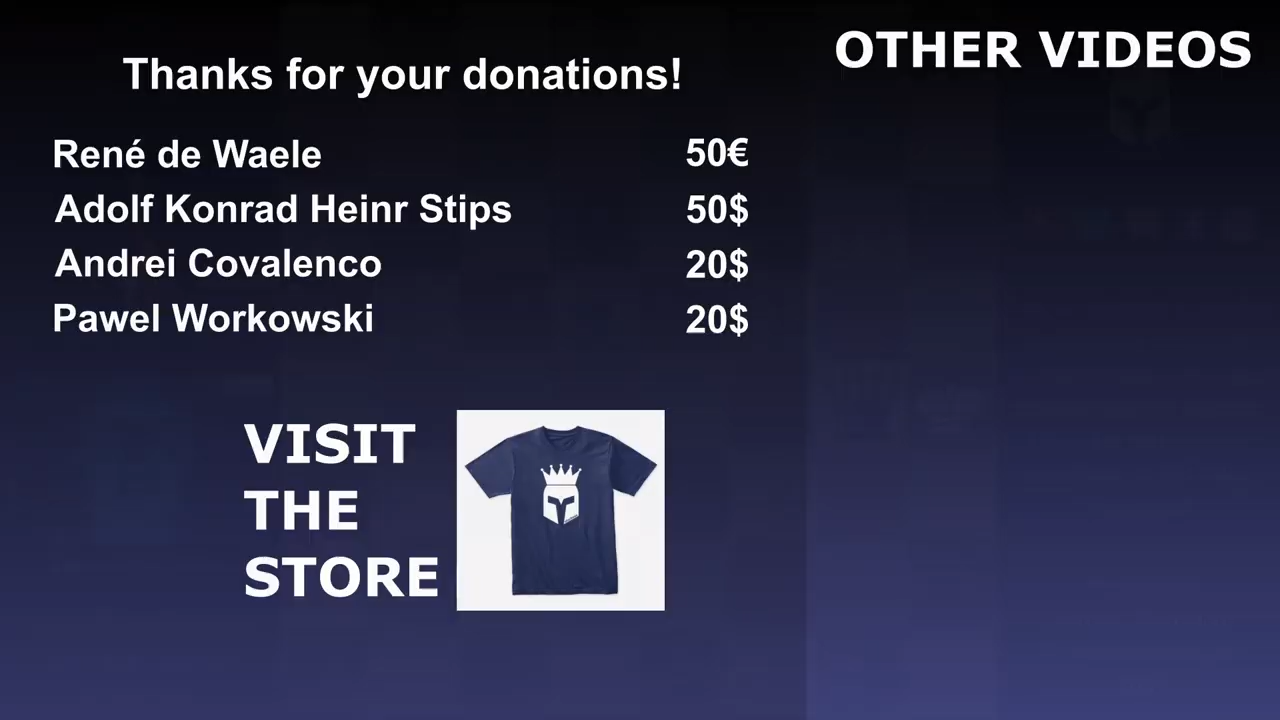 Thanks for your donations!
OTHER VIDEOS
René de Waele 50€
Adolf Konrad Heinr Stips 50$
Andrei Covalenco 20$
Pawel Workowski 20$
VISIT
THE
STORE